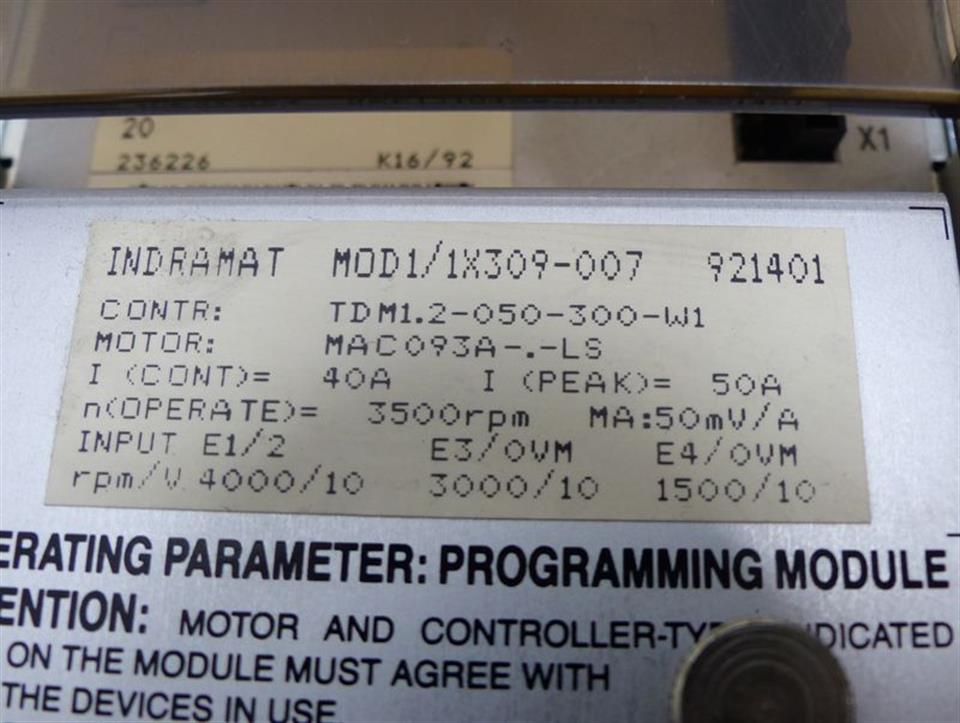 20
236226 K16/92
X1
INDRAMAT MOD1/1X309-007 921401
CONTR: TDM1.2-050-300-W1
MOTOR: MAC093A-.-LS
I (CONT)= 40A I (PEAK)= 50A
n(OPERATE)= 3500rpm MA:50mV/A
INPUT E1/2 E3/0VM E4/0VM
rpm/V 4000/10 3000/10 1500/10
ERATING PARAMETER: PROGRAMMING MODULE
ENTION: MOTOR AND CONTROLLER-TY DICATED
ON THE MODULE MUST AGREE WITH
THE DEVICES IN USE